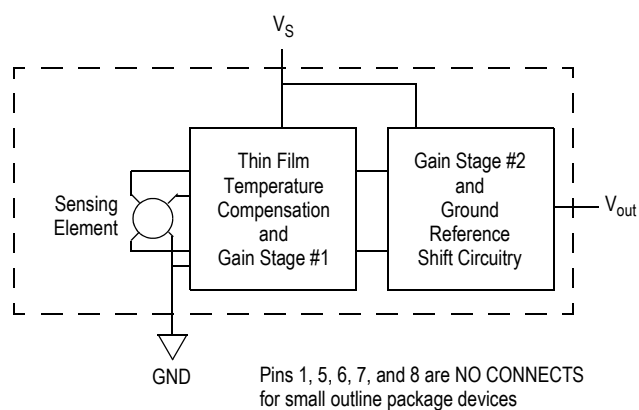 V_S
Thin Film
Temperature
Compensation
and
Gain Stage #1
Gain Stage #2
and
Ground
Reference
Shift Circuitry
Sensing
Element
V_out
GND
Pins 1, 5, 6, 7, and 8 are NO CONNECTS
for small outline package devices